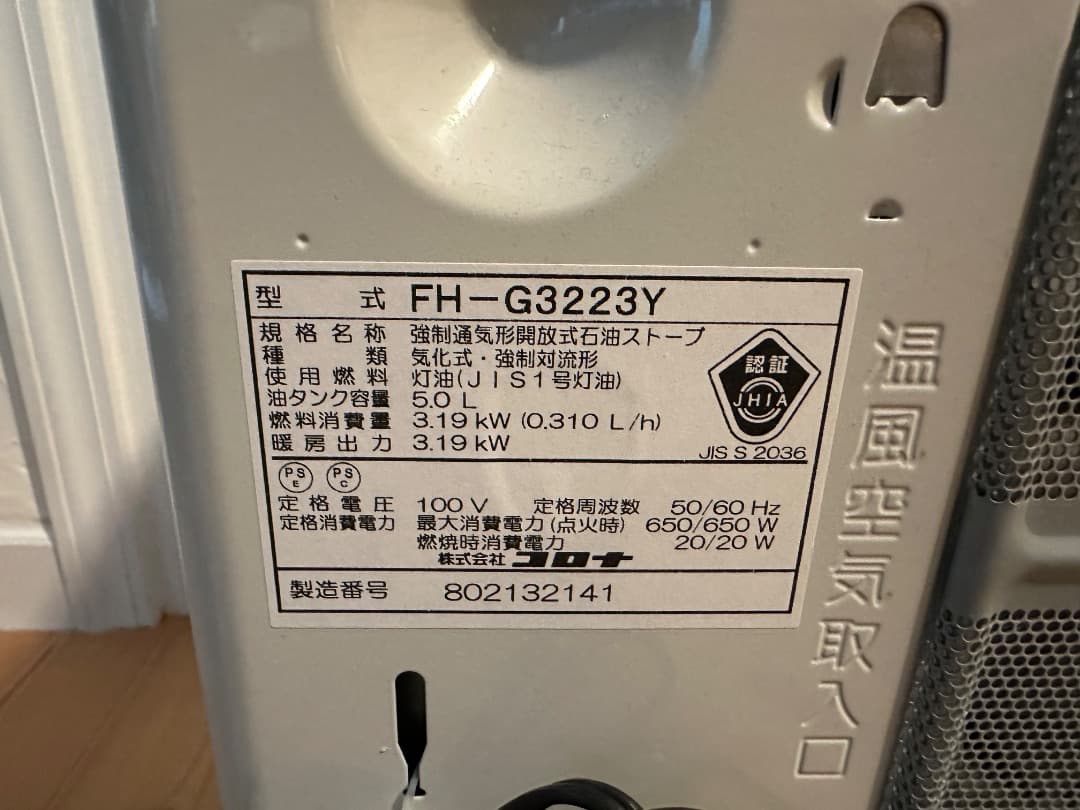 型式 FH-G3223Y
規格名称 強制通気形開放式石油ストーブ
種類 気化式・強制対流形
使用燃料 灯油(JIS1号灯油)
油タンク容量 5.0 L
燃料消費量 3.19 kW (0.310 L/h)
暖房出力 3.19 kW
認証
JHIA
JIS S 2036
PS E PS C
定格電圧 100 V 定格周波数 50/60 Hz
定格消費電力 最大消費電力(点火時) 650/650 W
燃焼時消費電力 20/20 W
株式会社 コロナ
製造番号 802132141
温風空気取入口